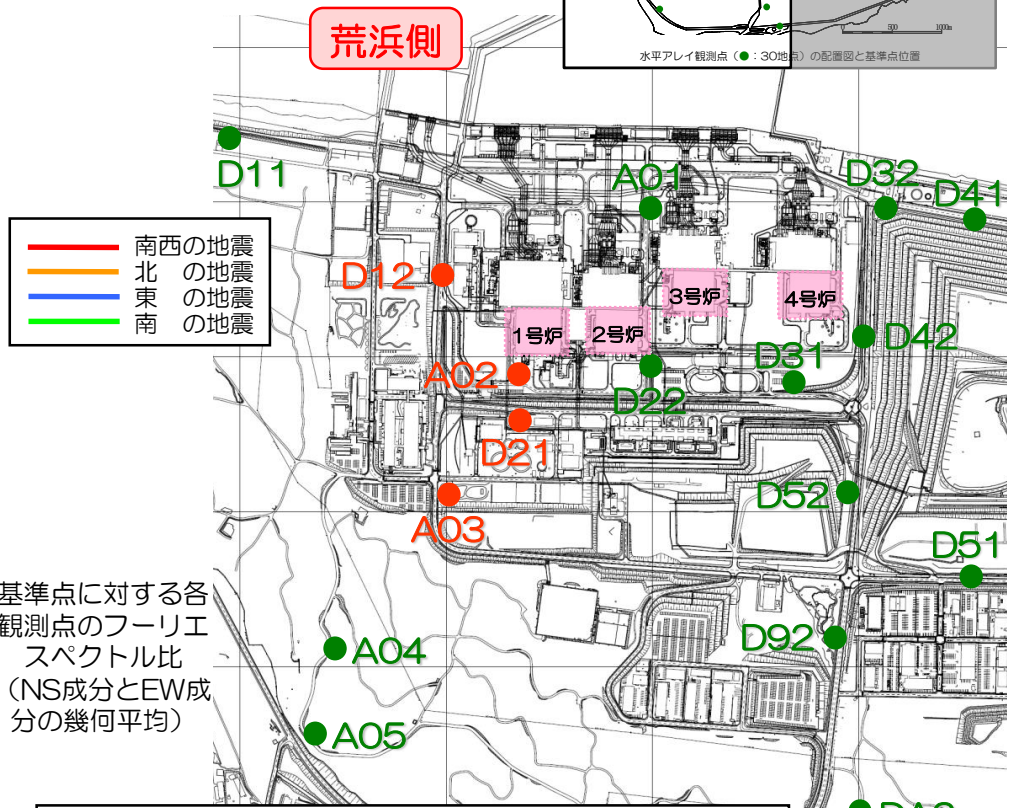 荒浜側
500
1000m
水平アレイ観測点（●：30地点）の配置図と基準点位置
D11
A01
D32
D41
南西の地震
北　の地震
東　の地震
南　の地震
D12
1号炉
2号炉
3号炉
4号炉
D42
A02
D22
D31
D21
A03
D52
D51
基準点に対する各
観測点のフーリエ
スペクトル比
（NS成分とEW成
分の幾何平均）
A04
D92
A05